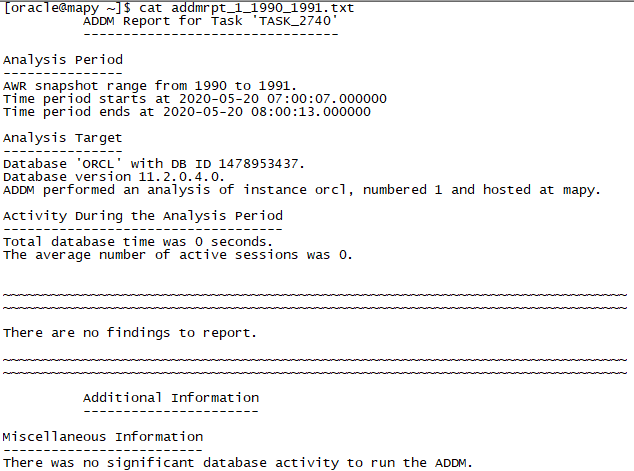 [oracle@mapy ~]$ cat addmrpt_1_1990_1991.txt
ADDM Report for Task 'TASK_2740'
--------------------------------
Analysis Period
---------------
AWR snapshot range from 1990 to 1991.
Time period starts at 2020-05-20 07:00:07.000000
Time period ends at 2020-05-20 08:00:13.000000
Analysis Target
---------------
Database 'ORCL' with DB ID 1478953437.
Database version 11.2.0.4.0.
ADDM performed an analysis of instance orcl, numbered 1 and hosted at mapy.
Activity During the Analysis Period
-----------------------------------
Total database time was 0 seconds.
The average number of active sessions was 0.
~~~~~~~~~~~~~~~~~~~~~~~~~~~~~~~~~~~~~~~~~~~~~~~~~~~~~~~~~~~~~~~~~~~~~~~~~~~~~~
~~~~~~~~~~~~~~~~~~~~~~~~~~~~~~~~~~~~~~~~~~~~~~~~~~~~~~~~~~~~~~~~~~~~~~~~~~~~~~
There are no findings to report.
~~~~~~~~~~~~~~~~~~~~~~~~~~~~~~~~~~~~~~~~~~~~~~~~~~~~~~~~~~~~~~~~~~~~~~~~~~~~~~
~~~~~~~~~~~~~~~~~~~~~~~~~~~~~~~~~~~~~~~~~~~~~~~~~~~~~~~~~~~~~~~~~~~~~~~~~~~~~~
Additional Information
----------------------
Miscellaneous Information
-------------------------
There was no significant database activity to run the ADDM.